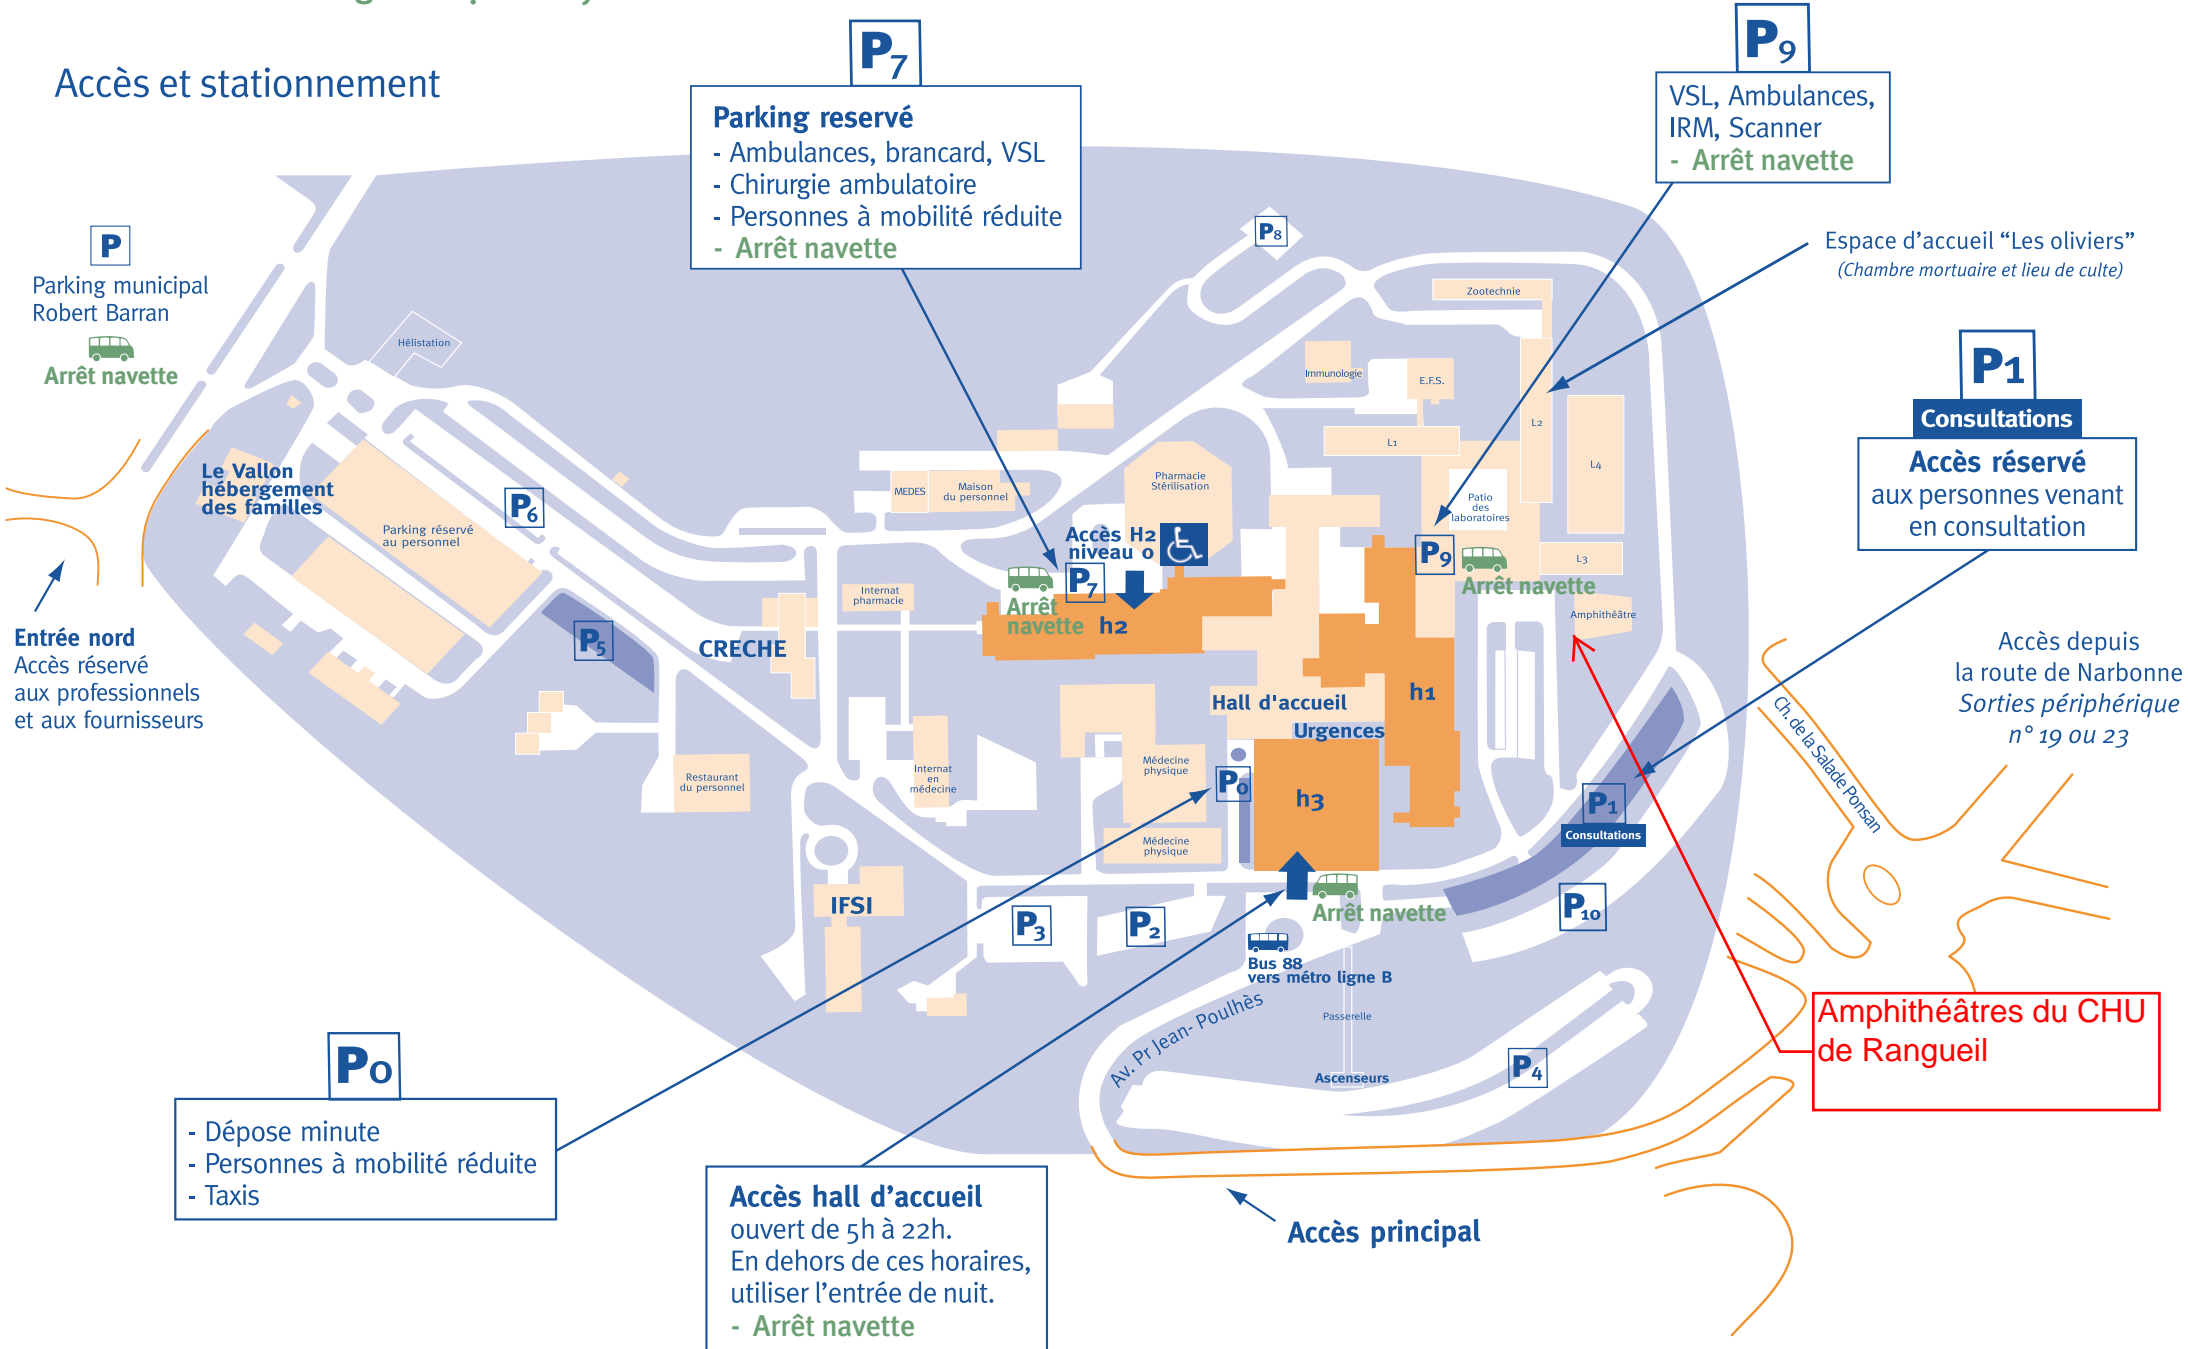 Accès et stationnement
P7
Parking reservé
- Ambulances, brancard, VSL
- Chirurgie ambulatoire
- Personnes à mobilité réduite
- Arrêt navette
P9
VSL, Ambulances,
IRM, Scanner
- Arrêt navette
Espace d’accueil “Les oliviers”
(Chambre mortuaire et lieu de culte)
P
Parking municipal
Robert Barran
Arrêt navette
P8
Zootechnie
Hélistation
Immunologie
E.F.S.
P1
Consultations
Accès réservé
aux personnes venant
en consultation
L1
L2
L4
L3
Le Vallon
hébergement
des familles
P6
Parking réservé
au personnel
MEDES
Maison
du personnel
Pharmacie
Stérilisation
Patio
des
laboratoires
Accès H2
niveau 0
P7
Arrêt
navette
h2
P9
Arrêt navette
Amphithéâtre
Internat
pharmacie
Entrée nord
Accès réservé
aux professionnels
et aux fournisseurs
P5
CRECHE
Hall d'accueil
h1
Urgences
Accès depuis
la route de Narbonne
Sorties périphérique
n° 19 ou 23
Ch. de la Salade Ponsan
Restaurant
du personnel
Internat
en
médecine
Médecine
physique
P0
h3
P1
Consultations
Médecine
physique
IFSI
P3
P2
Arrêt navette
P10
Bus 88
vers métro ligne B
Av. Pr Jean- Poulhès
Passerelle
Ascenseurs
P4
Amphithéâtres du CHU
de Rangueil
P0
- Dépose minute
- Personnes à mobilité réduite
- Taxis
Accès hall d’accueil
ouvert de 5h à 22h.
En dehors de ces horaires,
utiliser l’entrée de nuit.
- Arrêt navette
Accès principal